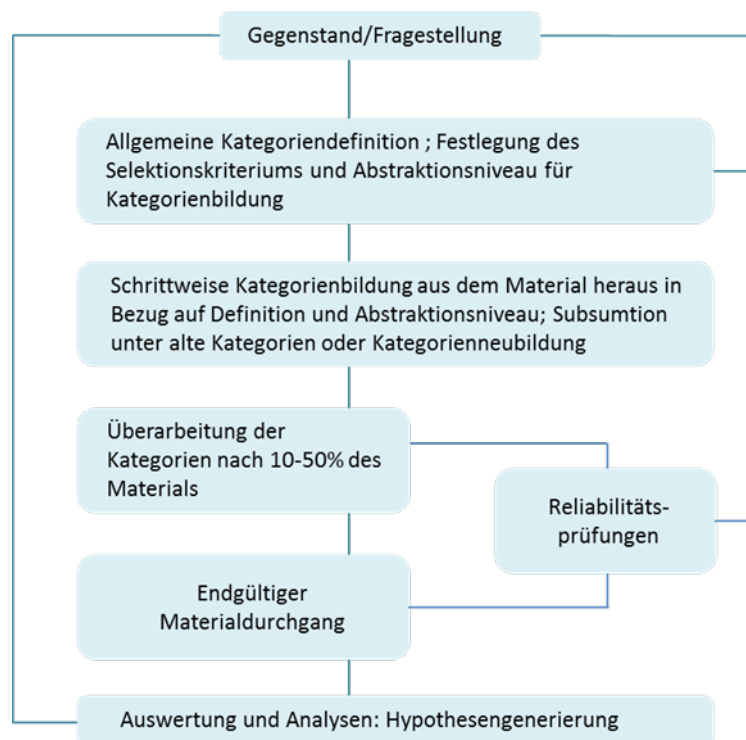 Gegenstand/Fragestellung
Allgemeine Kategoriendefinition ; Festlegung des
Selektionskriteriums und Abstraktionsniveau für
Kategorienbildung
Schrittweise Kategorienbildung aus dem Material heraus in
Bezug auf Definition und Abstraktionsniveau; Subsumtion
unter alte Kategorien oder Kategorienneubildung
Überarbeitung der
Kategorien nach 10-50% des
Materials
Reliabilitäts-
prüfungen
Endgültiger
Materialdurchgang
Auswertung und Analysen: Hypothesengenerierung